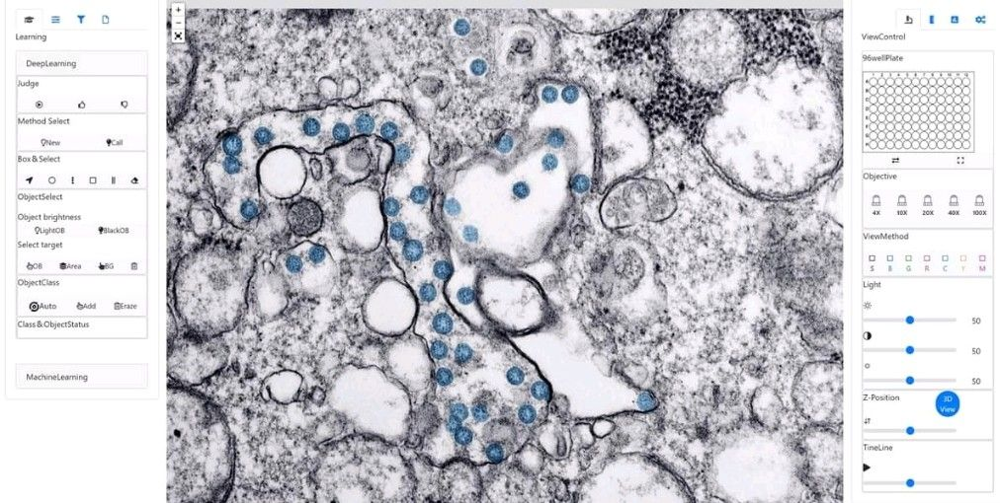 Learning
DeepLearning
Judge
Method Select
New Call
Box & Select
ObjectSelect
Object brightness
LightOB BlackOB
Select target
OB Area BG
ObjectClass
Auto Add Eraze
Class&ObjectStatus
MachineLearning
+
−
ViewControl
96wellPlate
Objective
4X 10X 20X 40X 100X
ViewMethod
S B G R C Y M
Light
50
50
50
Z-Position
3D
View
TineLine